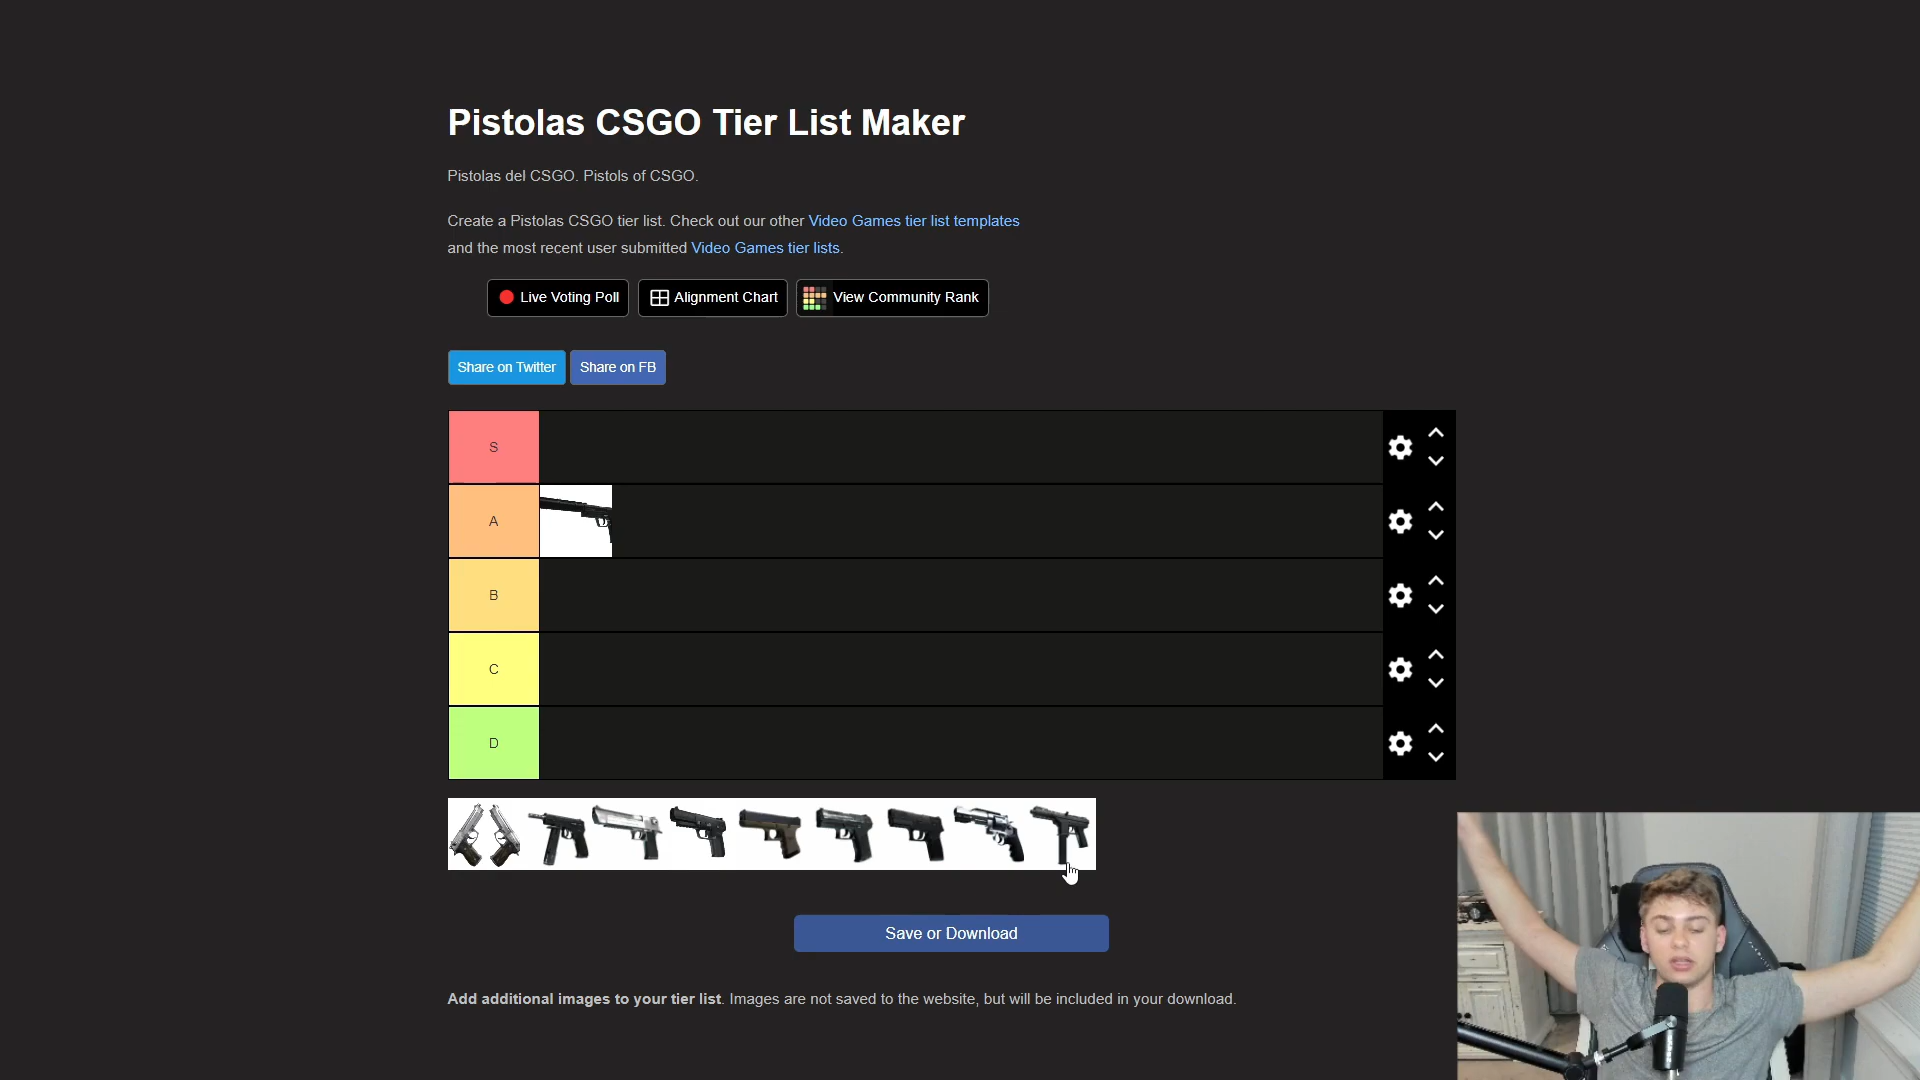 Pistolas CSGO Tier List Maker
Pistolas del CSGO. Pistols of CSGO.
Create a Pistolas CSGO tier list. Check out our other Video Games tier list templates
and the most recent user submitted Video Games tier lists.
Live Voting Poll
Alignment Chart
View Community Rank
Share on Twitter
Share on FB
S
A
B
C
D
Save or Download
Add additional images to your tier list. Images are not saved to the website, but will be included in your download.